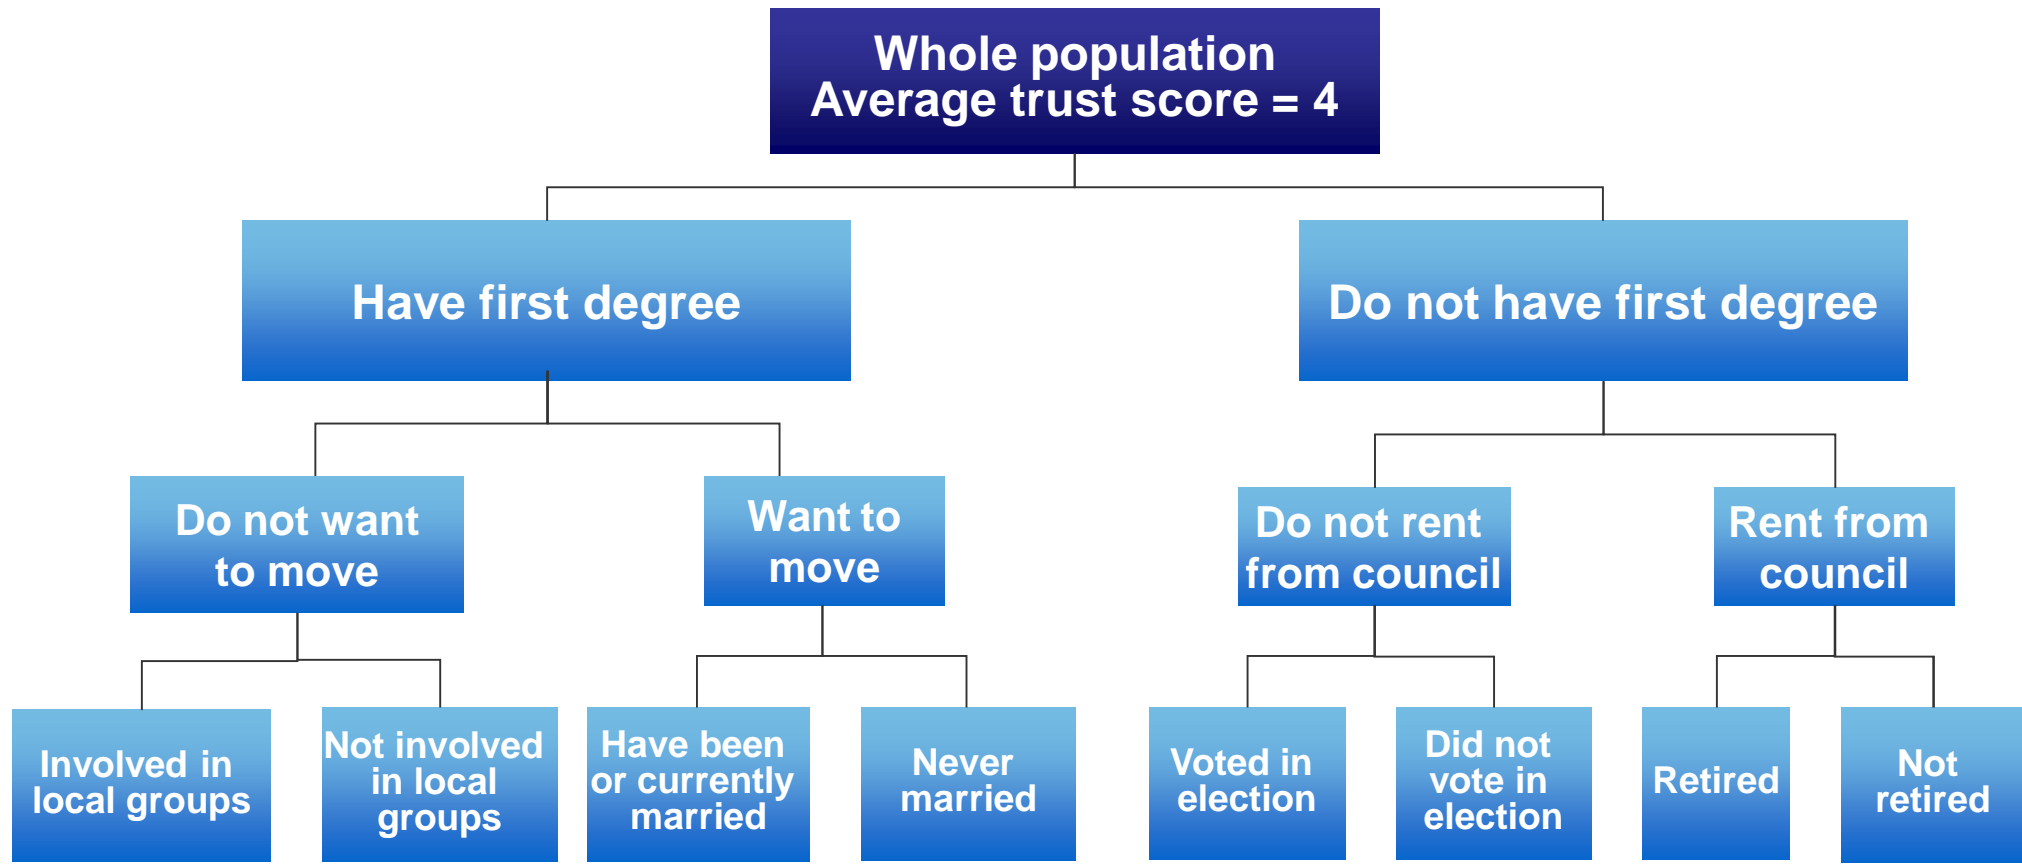 Whole population
Average trust score = 4
Have first degree
Do not have first degree
Do not want
to move
Want to
move
Do not rent
from council
Rent from
council
Involved in
local groups
Not involved
in local
groups
Have been
or currently
married
Never
married
Voted in
election
Did not
vote in
election
Retired
Not
retired